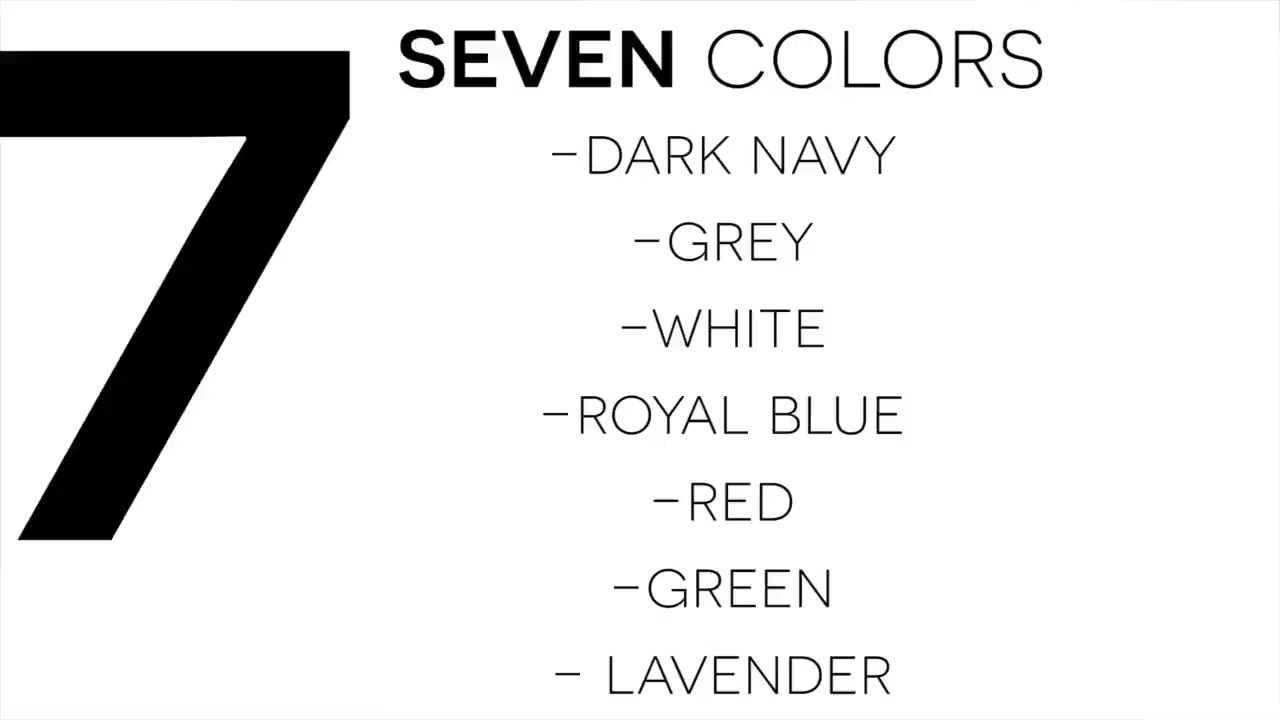 7
SEVEN COLORS
–DARK NAVY
–GREY
–WHITE
–ROYAL BLUE
–RED
–GREEN
– LAVENDER